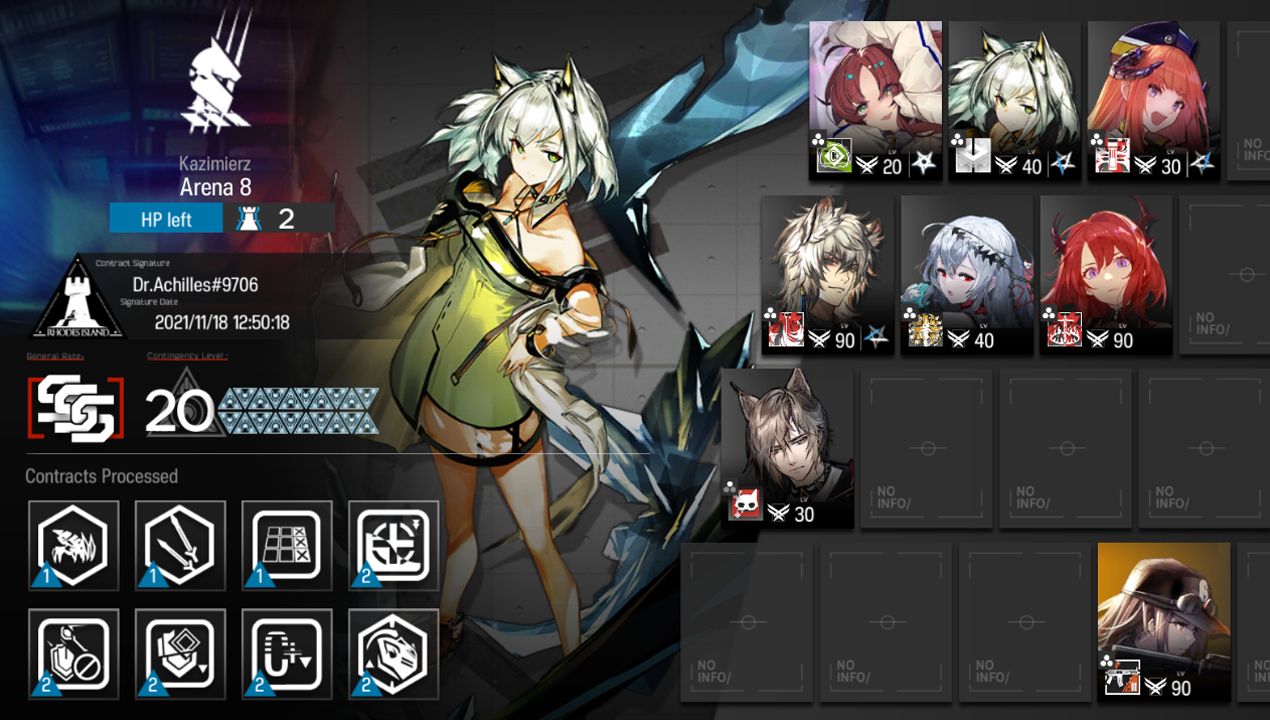 Kazimierz
Arena 8
HP left 2
Contract Signature
Dr.Achilles#9706
Signature Date
2021/11/18 12:50:18
RHODES ISLAND
General Rate:
Contingency Level:
20
Contracts Processed
1
1
1
2
2
2
2
2
LV
20
LV
40
LV
30
NO
INFO/
LV
90
LV
40
LV
90
NO
INFO/
LV
30
NO
INFO/
NO
INFO/
NO
INFO/
NO
INFO/
NO
INFO/
NO
INFO/
LV
90
NO
INFO/